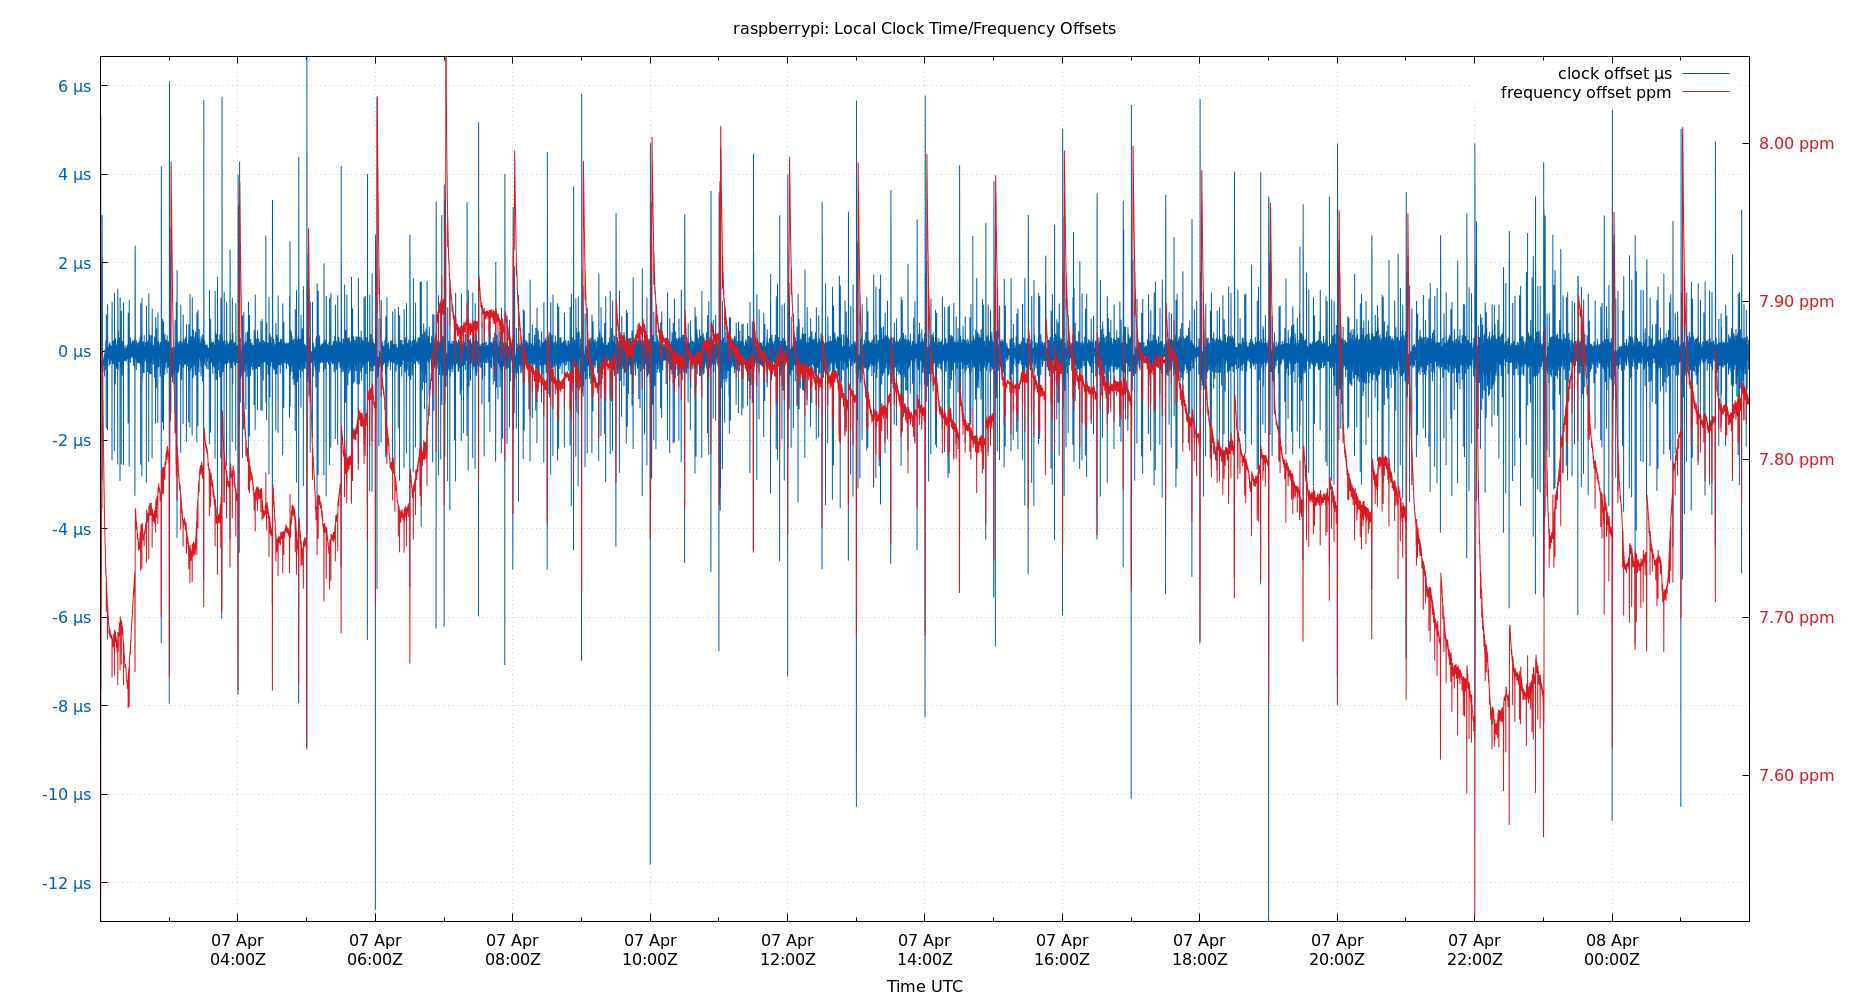 raspberrypi: Local Clock Time/Frequency Offsets
clock offset µs
frequency offset ppm
6 µs
4 µs
2 µs
0 µs
-2 µs
-4 µs
-6 µs
-8 µs
-10 µs
-12 µs
8.00 ppm
7.90 ppm
7.80 ppm
7.70 ppm
7.60 ppm
07 Apr 07 Apr 07 Apr 07 Apr 07 Apr 07 Apr 07 Apr 07 Apr 07 Apr 07 Apr 08 Apr
04:00Z 06:00Z 08:00Z 10:00Z 12:00Z 14:00Z 16:00Z 18:00Z 20:00Z 22:00Z 00:00Z
Time UTC